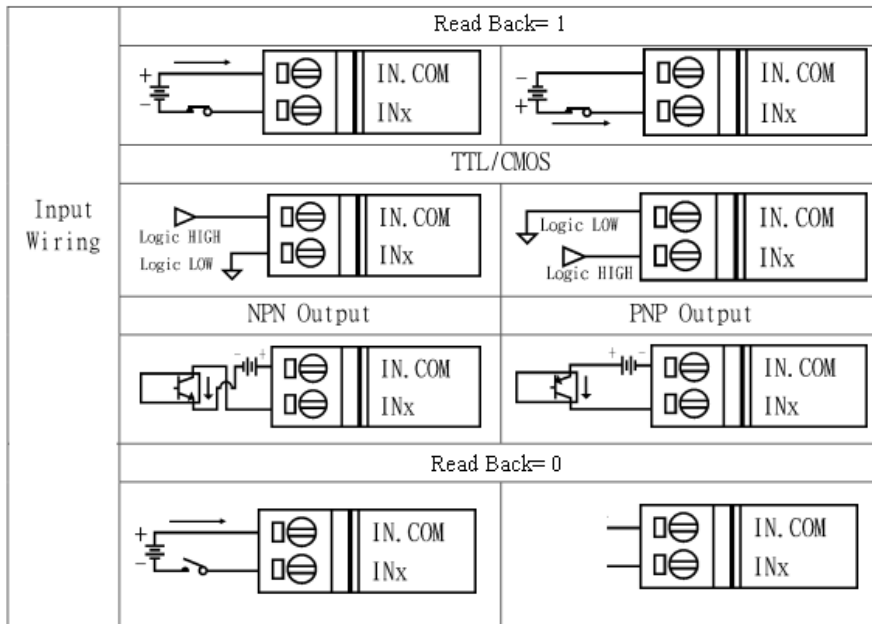 Input
Wiring
Read Back= 1
+
-
IN.COM
INx
-
+
IN.COM
INx
TTL/CMOS
Logic HIGH
Logic LOW
IN.COM
INx
Logic LOW
Logic HIGH
IN.COM
INx
NPN Output
PNP Output
- +
IN.COM
INx
+ -
IN.COM
INx
Read Back= 0
+
-
IN.COM
INx
IN.COM
INx